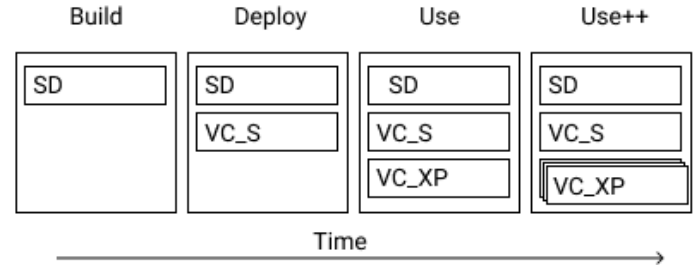 Build Deploy Use Use++
SD SD SD SD
VC_S VC_S VC_S
VC_XP VC_XP
Time